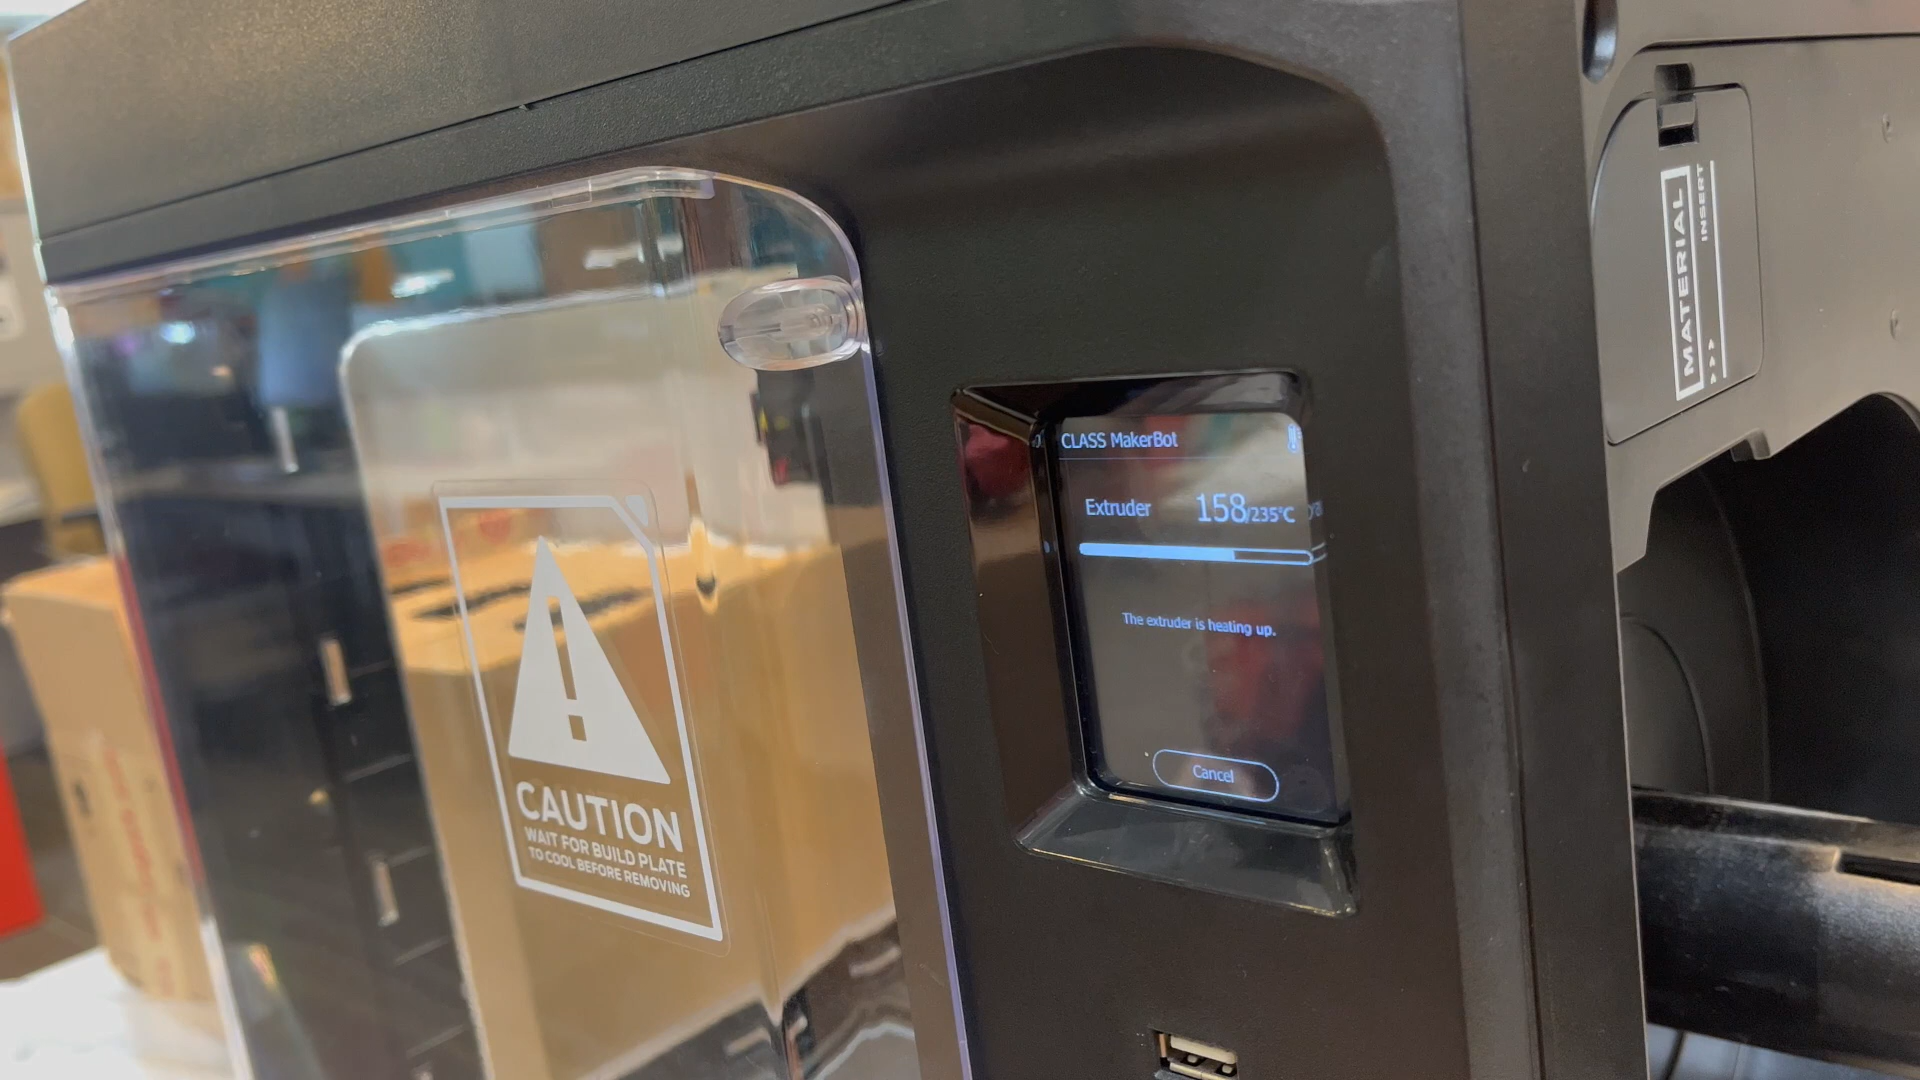 CAUTION
WAIT FOR BUILD PLATE
TO COOL BEFORE REMOVING
CLASS MakerBot
Extruder 158/235°C
The extruder is heating up.
Cancel
MATERIAL
INSERT
>>>